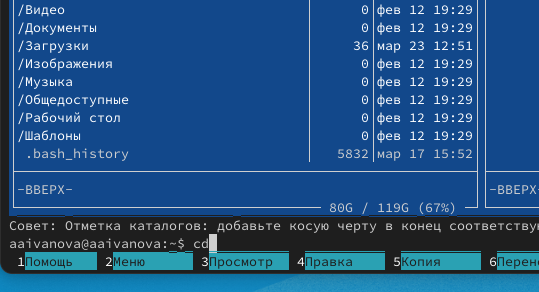 /Видео 0 фев 12 19:29
/Документы 0 фев 12 19:29
/Загрузки 36 мар 23 12:51
/Изображения 0 фев 12 19:29
/Музыка 0 фев 12 19:29
/Общедоступные 0 фев 12 19:29
/Рабочий стол 0 фев 12 19:29
/Шаблоны 0 фев 12 19:29
.bash_history 5832 мар 17 15:52
-ВВЕРХ- -ВВЕРХ-
80G / 119G (67%)
Совет: Отметка каталогов: добавьте косую черту в конец соответствую
aaivanova@aaivanova:~$ cd
1Помощь 2Меню 3Просмотр 4Правка 5Копия 6Перено